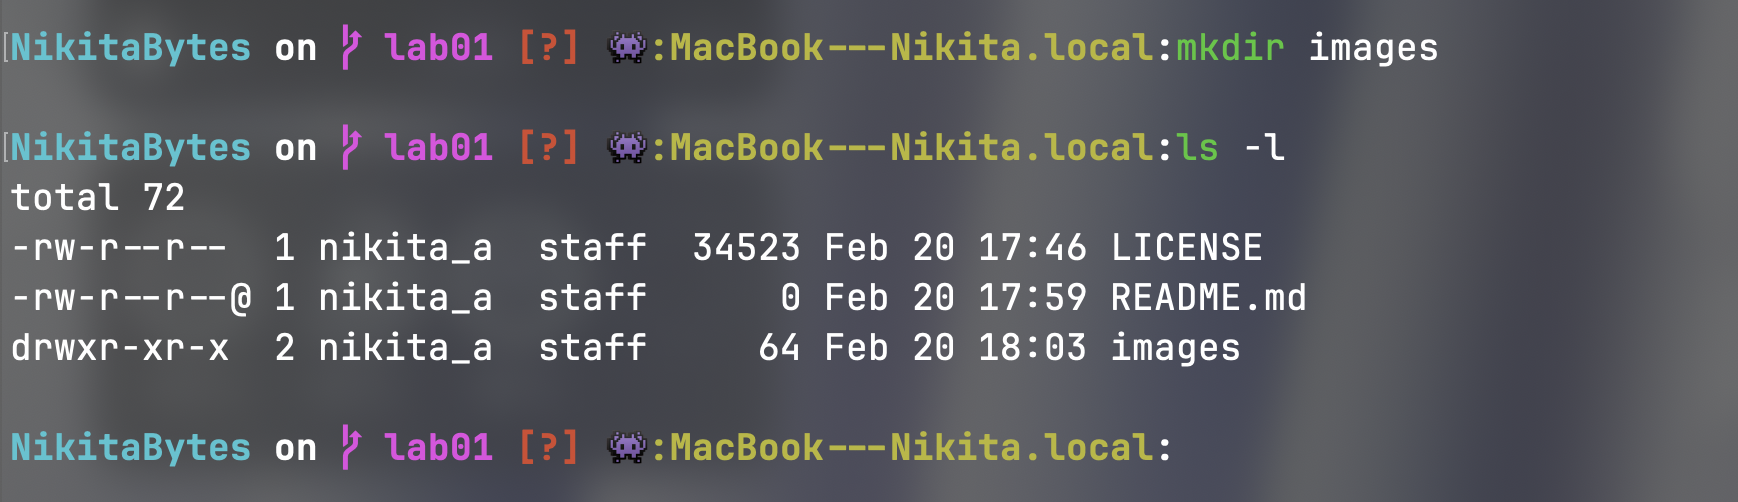 NikitaBytes on lab01 [?] 👾:MacBook---Nikita.local:mkdir images
NikitaBytes on lab01 [?] 👾:MacBook---Nikita.local:ls -l
total 72
-rw-r--r--  1 nikita_a  staff  34523 Feb 20 17:46 LICENSE
-rw-r--r--@ 1 nikita_a  staff      0 Feb 20 17:59 README.md
drwxr-xr-x  2 nikita_a  staff     64 Feb 20 18:03 images
NikitaBytes on lab01 [?] 👾:MacBook---Nikita.local: